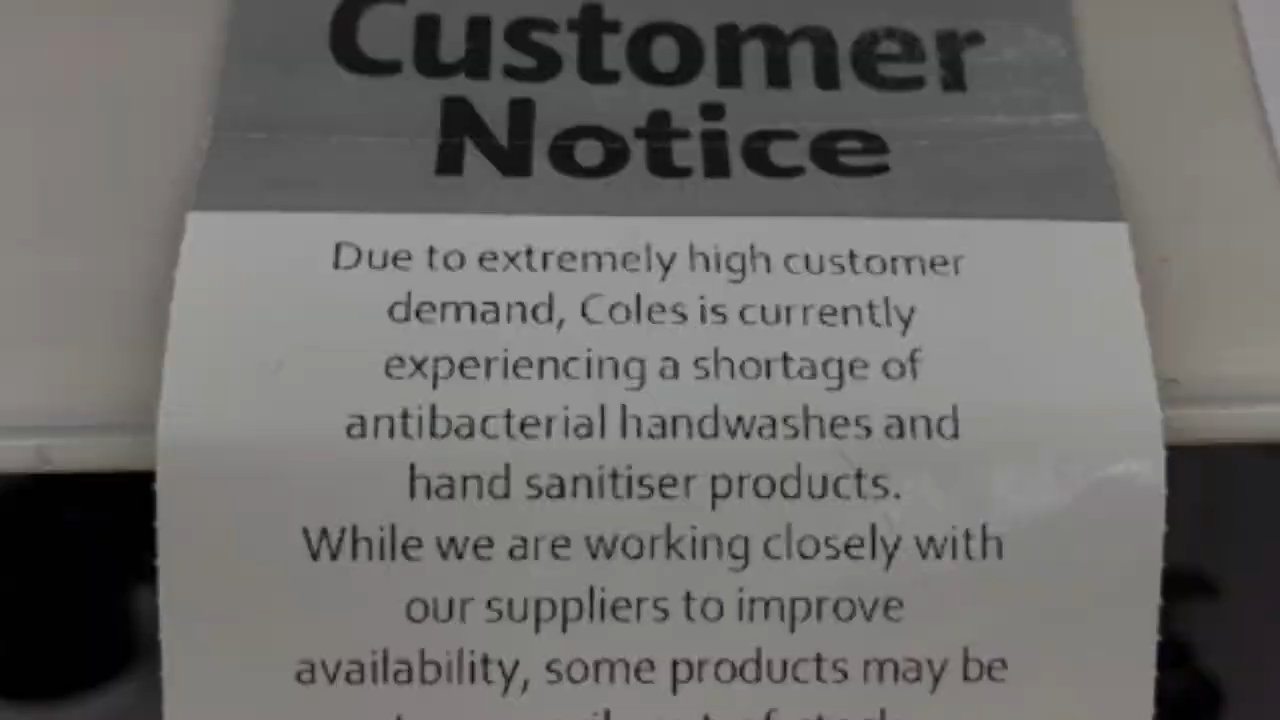 Customer
Notice
Due to extremely high customer
demand, Coles is currently
experiencing a shortage of
antibacterial handwashes and
hand sanitiser products.
While we are working closely with
our suppliers to improve
availability, some products may be